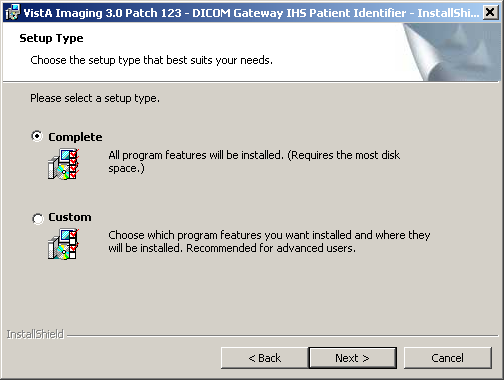 VistA Imaging 3.0 Patch 123 - DICOM Gateway IHS Patient Identifier - InstallShi...
Setup Type
Choose the setup type that best suits your needs.
Please select a setup type.
Complete
All program features will be installed. (Requires the most disk
space.)
Custom
Choose which program features you want installed and where they
will be installed. Recommended for advanced users.
InstallShield
< Back
Next >
Cancel